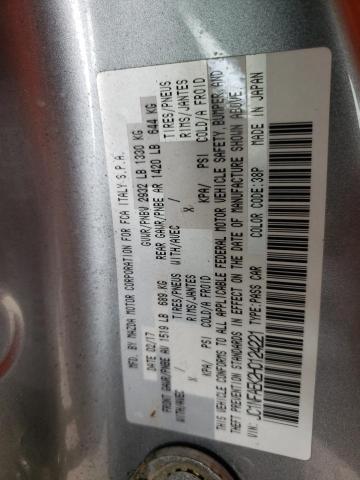 MFD. BY MAZDA MOTOR CORPORATION FOR FCA ITALY S.P.A.
DATE 02/17 GVWR/PNBV 2932 LB 1330 KG
FRONT GAWR/PNBE AV 1519 LB 689 KG REAR GAWR/PNBE AR 1420 LB 644 KG
WITH/AVEC TIRES/PNEUS WITH/AVEC TIRES/PNEUS
X RIMS/JANTES X RIMS/JANTES
KPA/ PSI COLD/A FROID KPA/ PSI COLD/A FROID
THIS VEHICLE CONFORMS TO ALL APPLICABLE FEDERAL MOTOR VEHICLE SAFETY, BUMPER, AND
THEFT PREVENTION STANDARDS IN EFFECT ON THE DATE OF MANUFACTURE SHOWN ABOVE.
VIN: TYPE:PASS CAR COLOR CODE: 38P MADE IN JAPAN